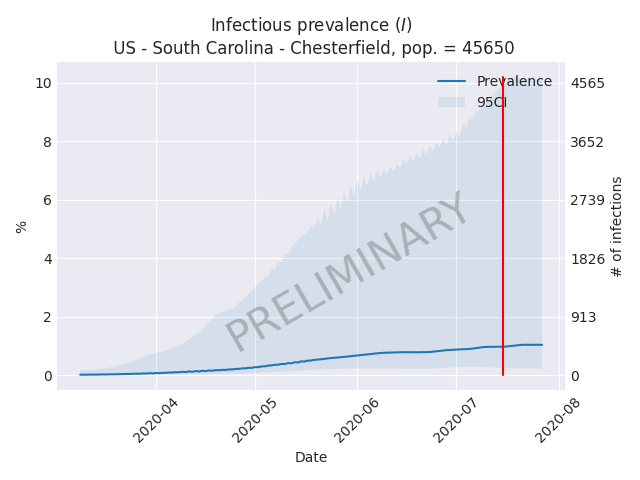 Infectious prevalence (I)
US - South Carolina - Chesterfield, pop. = 45650
Prevalence
95CI
10
8
6
4
2
0
%
4565
3652
2739
1826
913
0
# of infections
PRELIMINARY
2020-04
2020-05
2020-06
2020-07
2020-08
Date